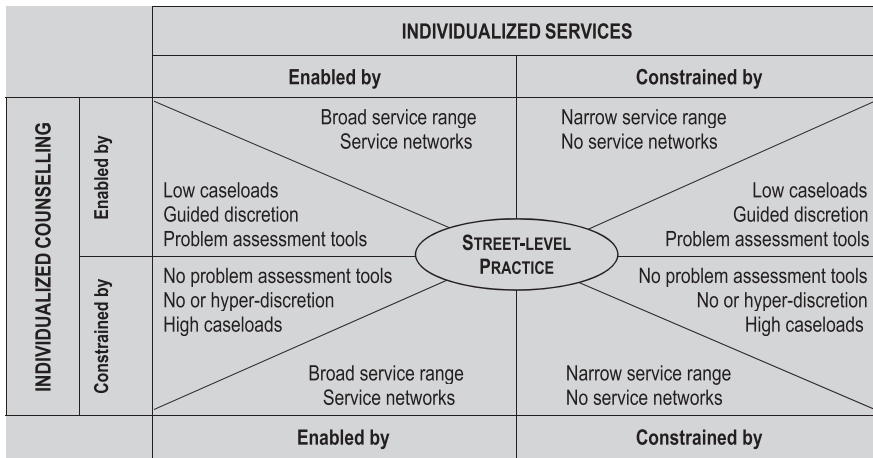 INDIVIDUALIZED SERVICES
Enabled by
Constrained by
INDIVIDUALIZED COUNSELLING
Enabled by
Broad service range
Service networks
Low caseloads
Guided discretion
Problem assessment tools
Narrow service range
No service networks
Low caseloads
Guided discretion
Problem assessment tools
STREET-LEVEL
PRACTICE
Constrained by
No problem assessment tools
No or hyper-discretion
High caseloads
Broad service range
Service networks
No problem assessment tools
No or hyper-discretion
High caseloads
Narrow service range
No service networks
Enabled by
Constrained by